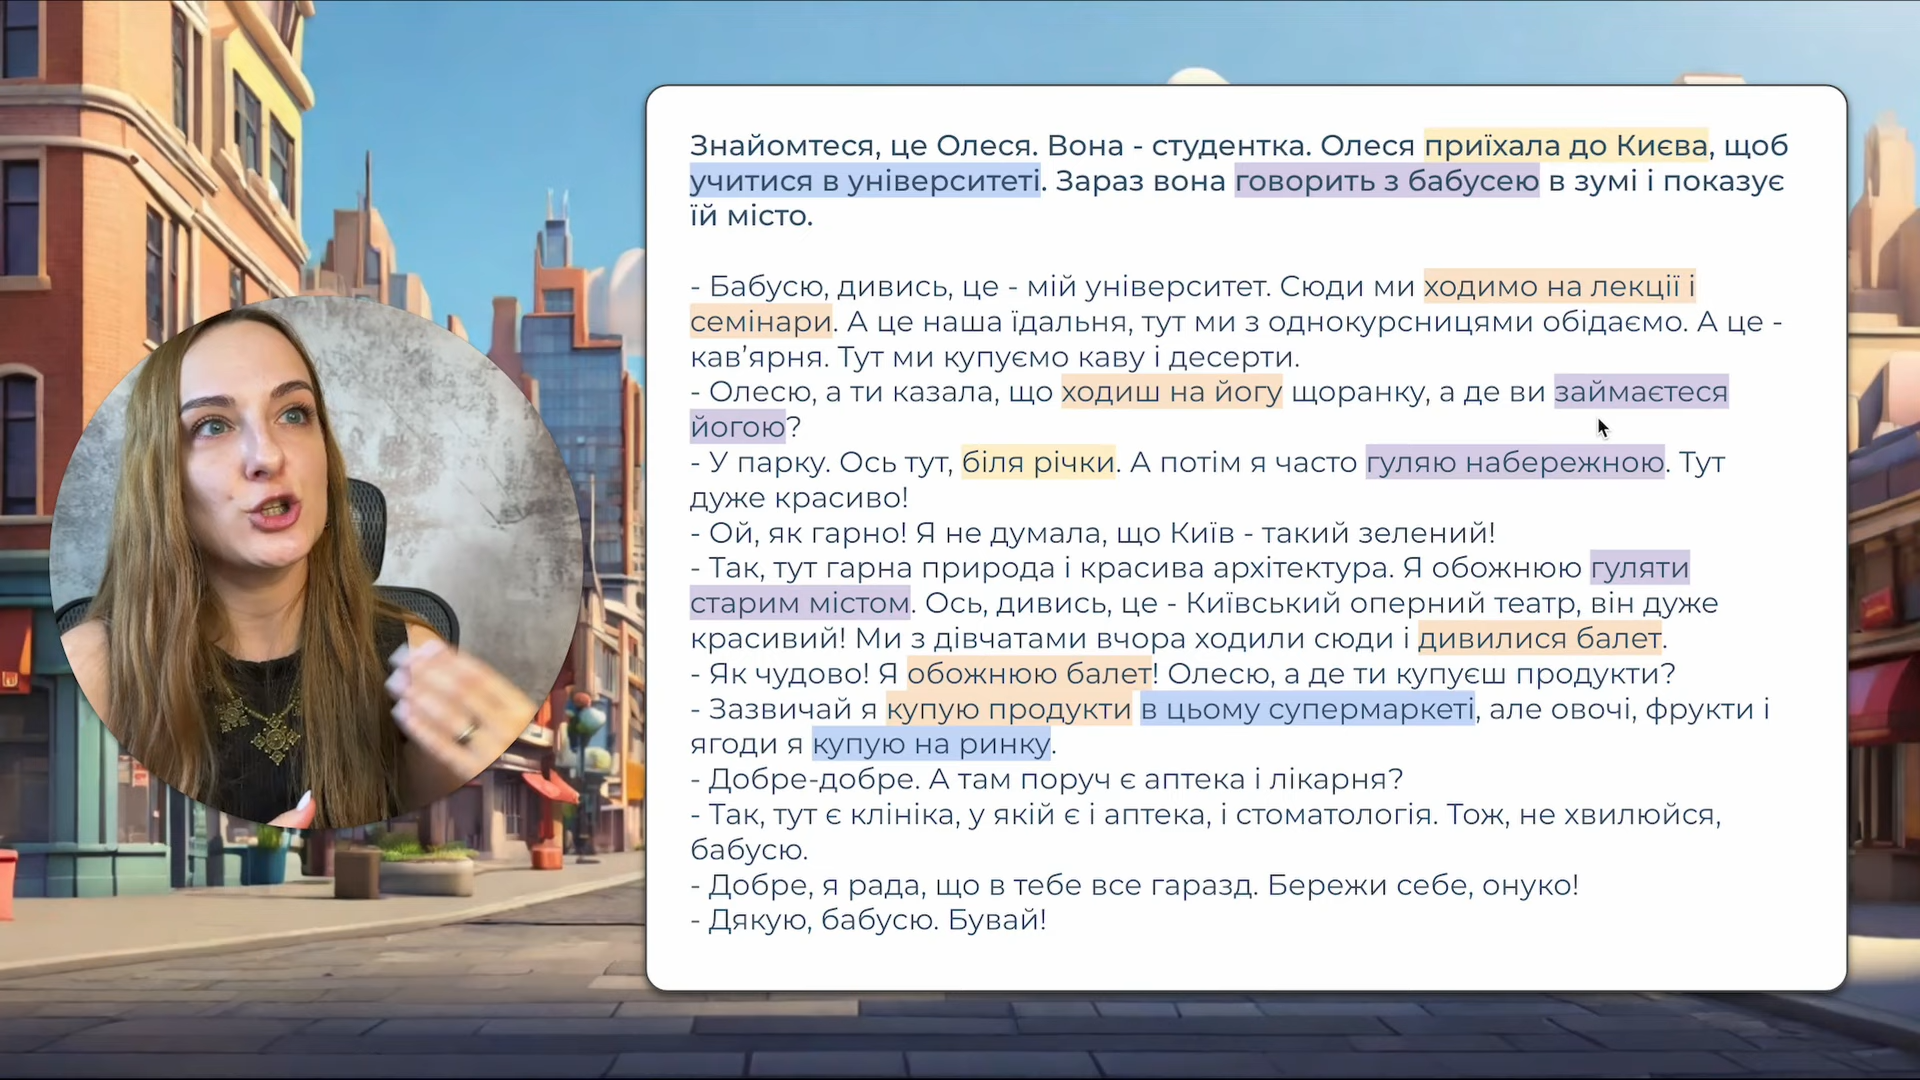 Знайомтеся, це Олеся. Вона - студентка. Олеся приїхала до Києва, щоб
учитися в університеті. Зараз вона говорить з бабусею в зумі і показує
їй місто.
- Бабусю, дивись, це - мій університет. Сюди ми ходимо на лекції і
семінари. А це наша їдальня, тут ми з однокурсницями обідаємо. А це -
кав’ярня. Тут ми купуємо каву і десерти.
- Олесю, а ти казала, що ходиш на йогу щоранку, а де ви займаєтеся
йогою?
- У парку. Ось тут, біля річки. А потім я часто гуляю набережною. Тут
дуже красиво!
- Ой, як гарно! Я не думала, що Київ - такий зелений!
- Так, тут гарна природа і красива архітектура. Я обожнюю гуляти
старим містом. Ось, дивись, це - Київський оперний театр, він дуже
красивий! Ми з дівчатами вчора ходили сюди і дивилися балет.
- Як чудово! Я обожнюю балет! Олесю, а де ти купуєш продукти?
- Зазвичай я купую продукти в цьому супермаркеті, але овочі, фрукти і
ягоди я купую на ринку.
- Добре-добре. А там поруч є аптека і лікарня?
- Так, тут є клініка, у якій є і аптека, і стоматологія. Тож, не хвилюйся,
бабусю.
- Добре, я рада, що в тебе все гаразд. Бережи себе, онуко!
- Дякую, бабусю. Бувай!